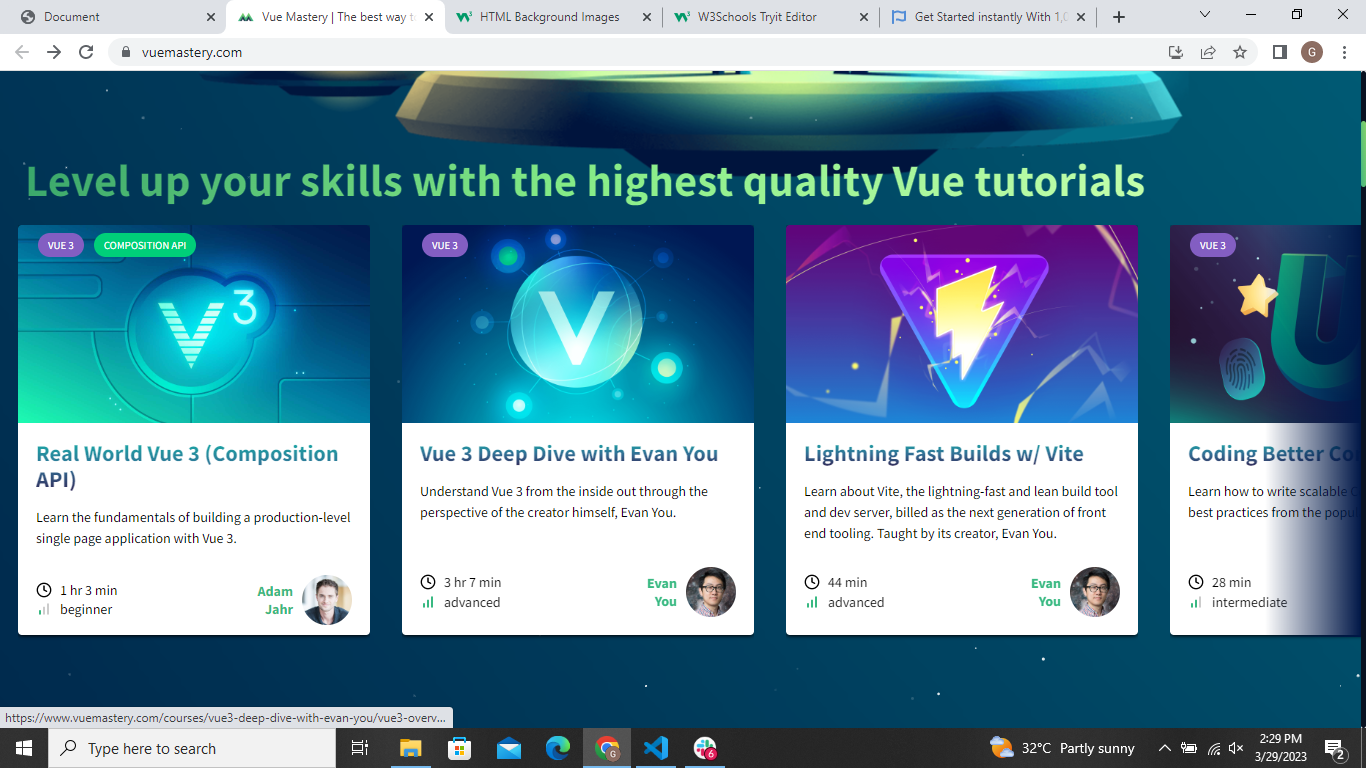 Document
Vue Mastery | The best way t
HTML Background Images
W3Schools Tryit Editor
Get Started instantly With 1,0
vuemastery.com
G
Level up your skills with the highest quality Vue tutorials
VUE 3
COMPOSITION API
V
3
Real World Vue 3 (Composition
API)
Learn the fundamentals of building a production-level
single page application with Vue 3.
1 hr 3 min
beginner
Adam
Jahr
VUE 3
V
Vue 3 Deep Dive with Evan You
Understand Vue 3 from the inside out through the
perspective of the creator himself, Evan You.
3 hr 7 min
advanced
Evan
You
Lightning Fast Builds w/ Vite
Learn about Vite, the lightning-fast and lean build tool
and dev server, billed as the next generation of front
end tooling. Taught by its creator, Evan You.
44 min
advanced
Evan
You
VUE 3
U
Coding Better Co
Learn how to write scalable
best practices from the popu
28 min
intermediate
https://www.vuemastery.com/courses/vue3-deep-dive-with-evan-you/vue3-overv...
Type here to search
G
6
32°C Partly sunny
2:29 PM
3/29/2023
2